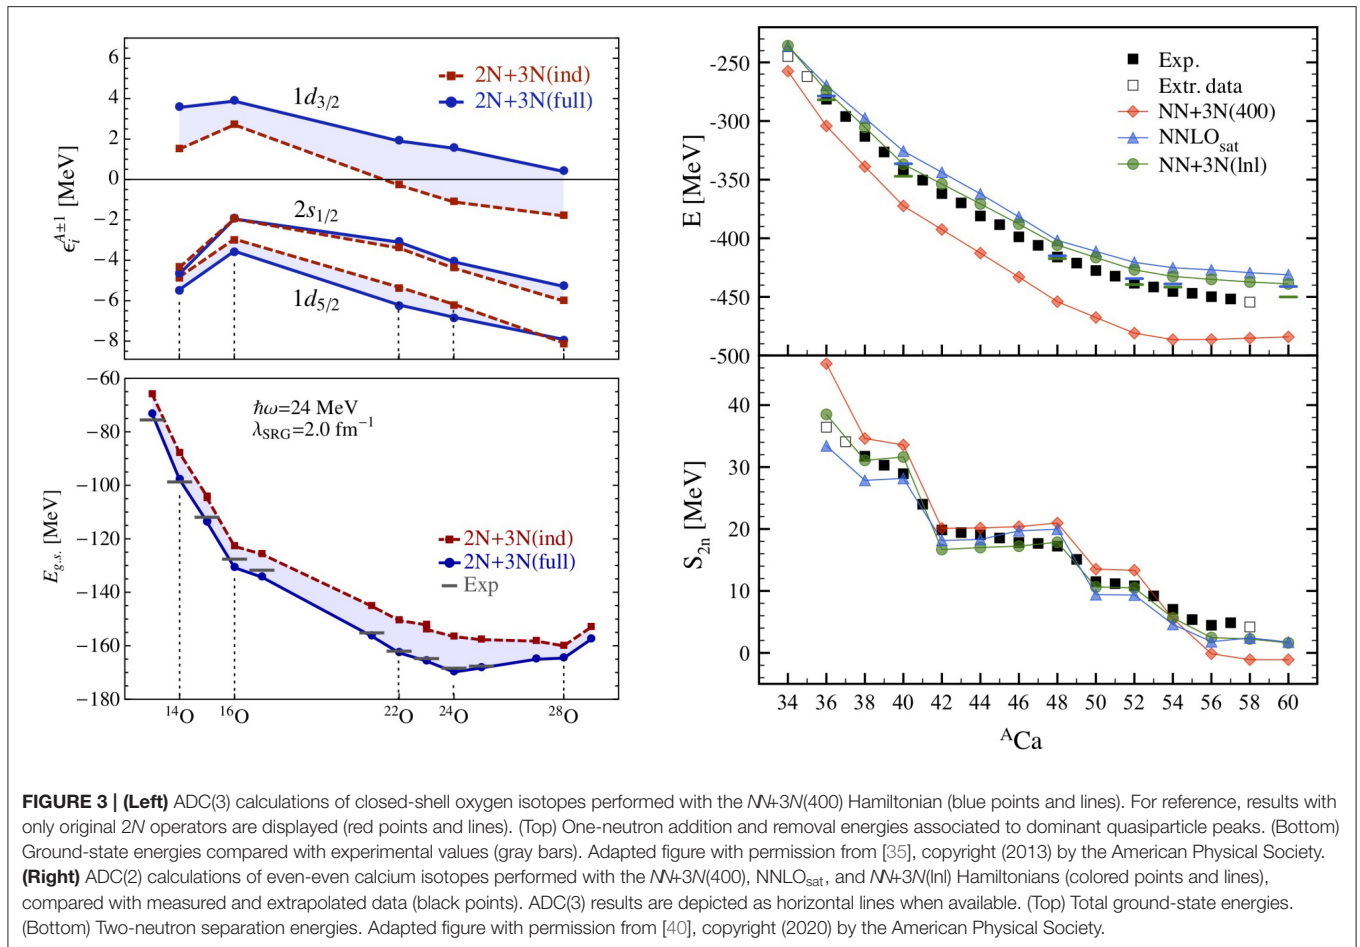 6
4
2
0
−2
−4
−6
−8
ϵᵢᴬ±¹ [MeV]
2N+3N(ind)
2N+3N(full)
1d3/2
2s1/2
1d5/2
−60
−80
−100
−120
−140
−160
−180
Eg.s. [MeV]
ℏω=24 MeV
λSRG=2.0 fm⁻¹
2N+3N(ind)
2N+3N(full)
Exp
¹⁴O
¹⁶O
²²O
²⁴O
²⁸O
-250
-300
-350
-400
-450
-500
E [MeV]
Exp.
Extr. data
NN+3N(400)
NNLOsat
NN+3N(lnl)
40
30
20
10
0
S2n [MeV]
34 36 38 40 42 44 46 48 50 52 54 56 58 60
ᴬCa
FIGURE 3 | (Left) ADC(3) calculations of closed-shell oxygen isotopes performed with the NN+3N(400) Hamiltonian (blue points and lines). For reference, results with
only original 2N operators are displayed (red points and lines). (Top) One-neutron addition and removal energies associated to dominant quasiparticle peaks. (Bottom)
Ground-state energies compared with experimental values (gray bars). Adapted figure with permission from [35], copyright (2013) by the American Physical Society.
(Right) ADC(2) calculations of even-even calcium isotopes performed with the NN+3N(400), NNLOsat, and NN+3N(lnl) Hamiltonians (colored points and lines),
compared with measured and extrapolated data (black points). ADC(3) results are depicted as horizontal lines when available. (Top) Total ground-state energies.
(Bottom) Two-neutron separation energies. Adapted figure with permission from [40], copyright (2020) by the American Physical Society.